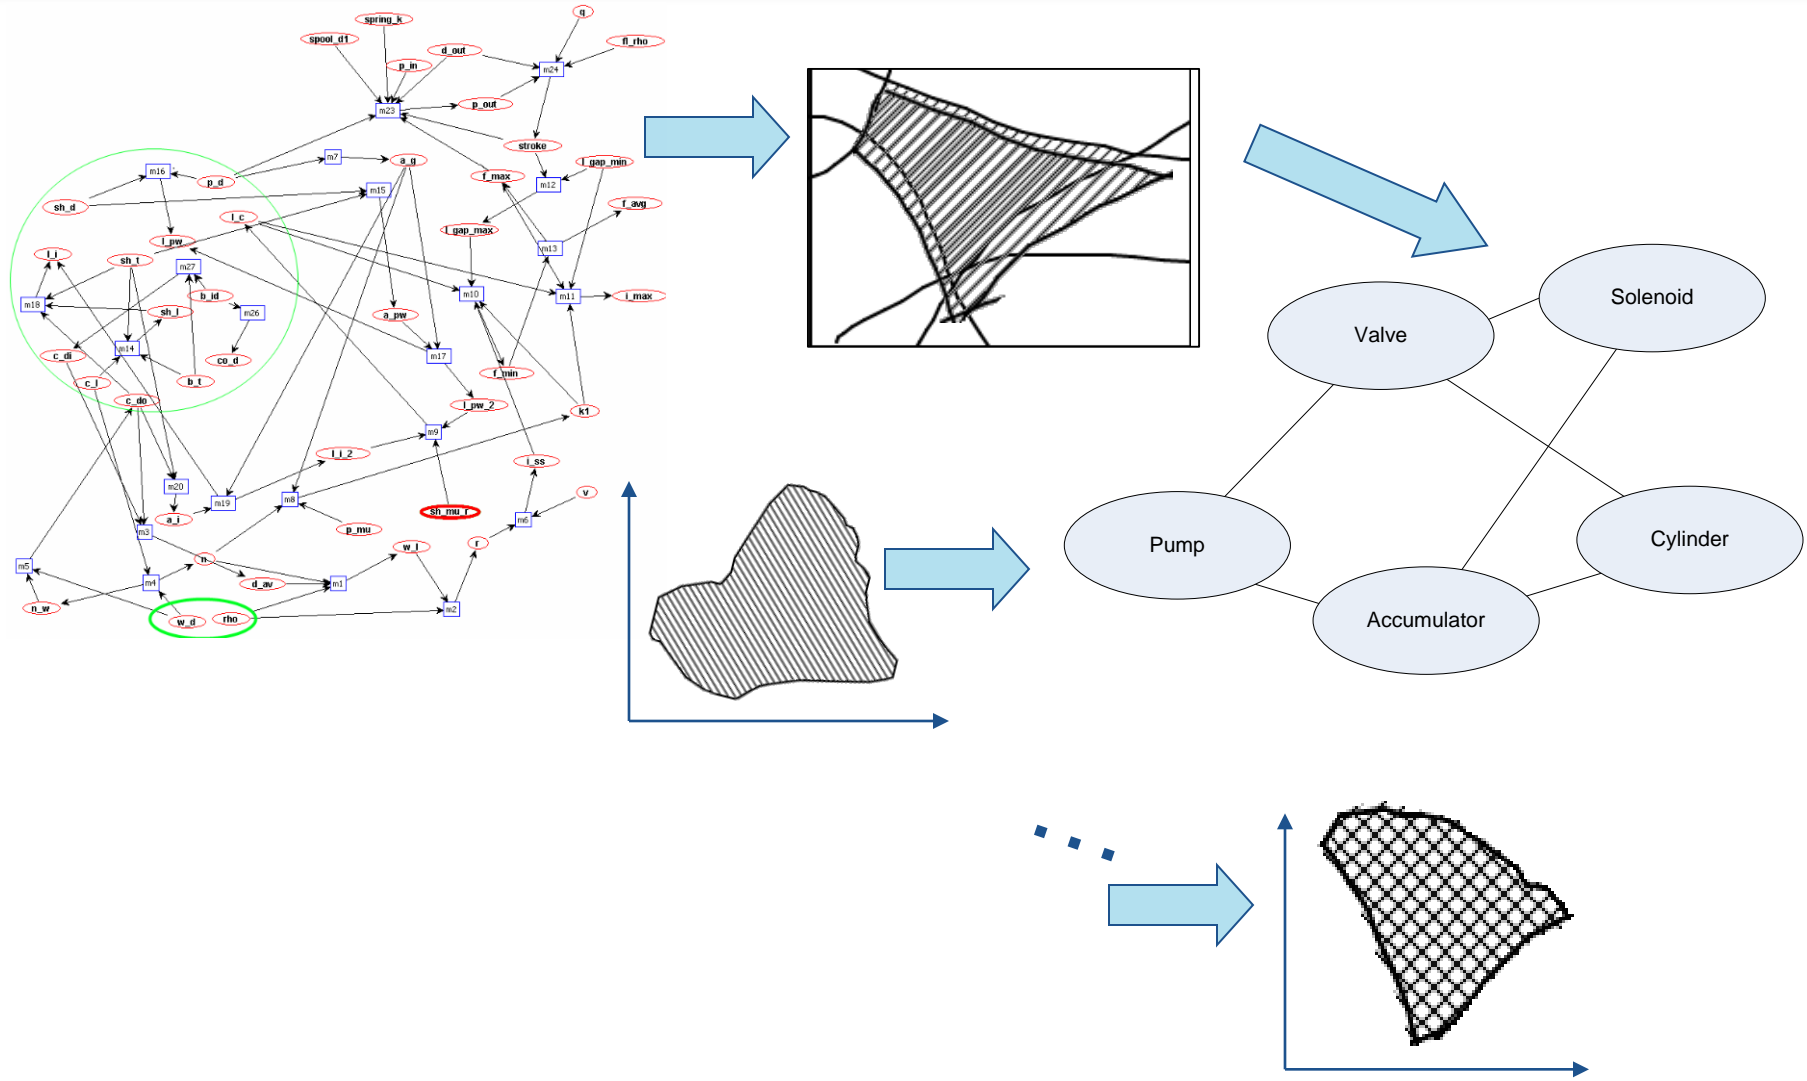 spring_k
q
spool_d1
d_out
fl_rho
p_in
m24
p_out
m23
stroke
m7
a_g
l_gap_min
m16
p_d
f_max
m12
m15
sh_d
f_avg
l_c
l_gap_max
l_pw
m13
l_i
sh_t
m27
b_id
m10
m11
i_max
m18
sh_l
m26
a_pw
m14
c_di
co_d
m17
f_min
c_l
b_t
c_do
l_pw_2
k1
m9
l_i_2
i_ss
m20
v
m19
m8
sh_mu_r
a_i
m6
m3
p_mu
n
w_l
r
m5
m4
d_av
m1
n_w
w_d
rho
m2
Solenoid
Valve
Pump
Cylinder
Accumulator